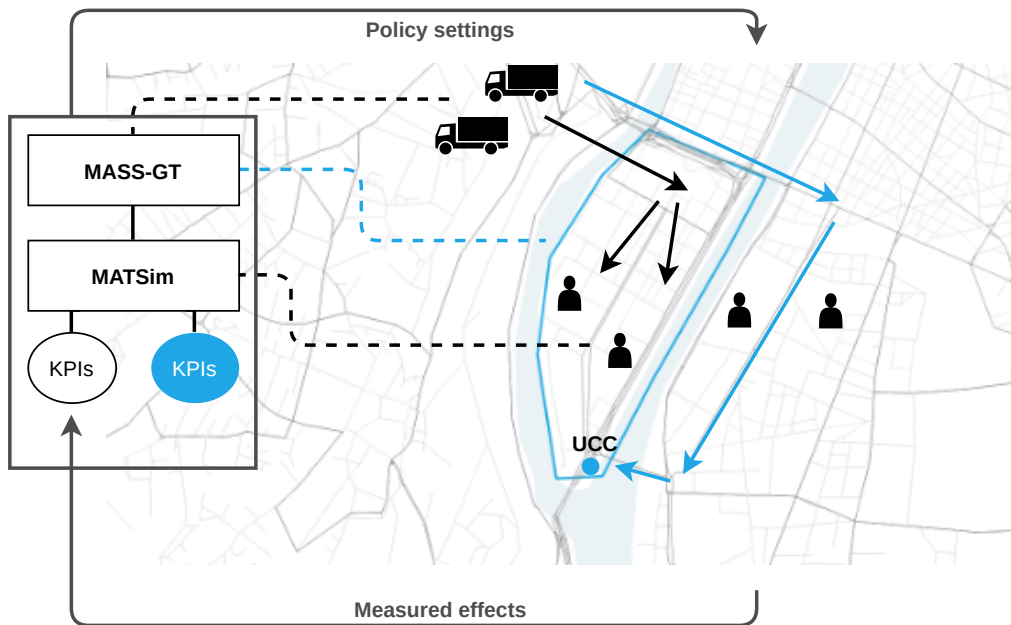 Policy settings
MASS-GT
MATSim
KPIs
KPIs
UCC
Measured effects